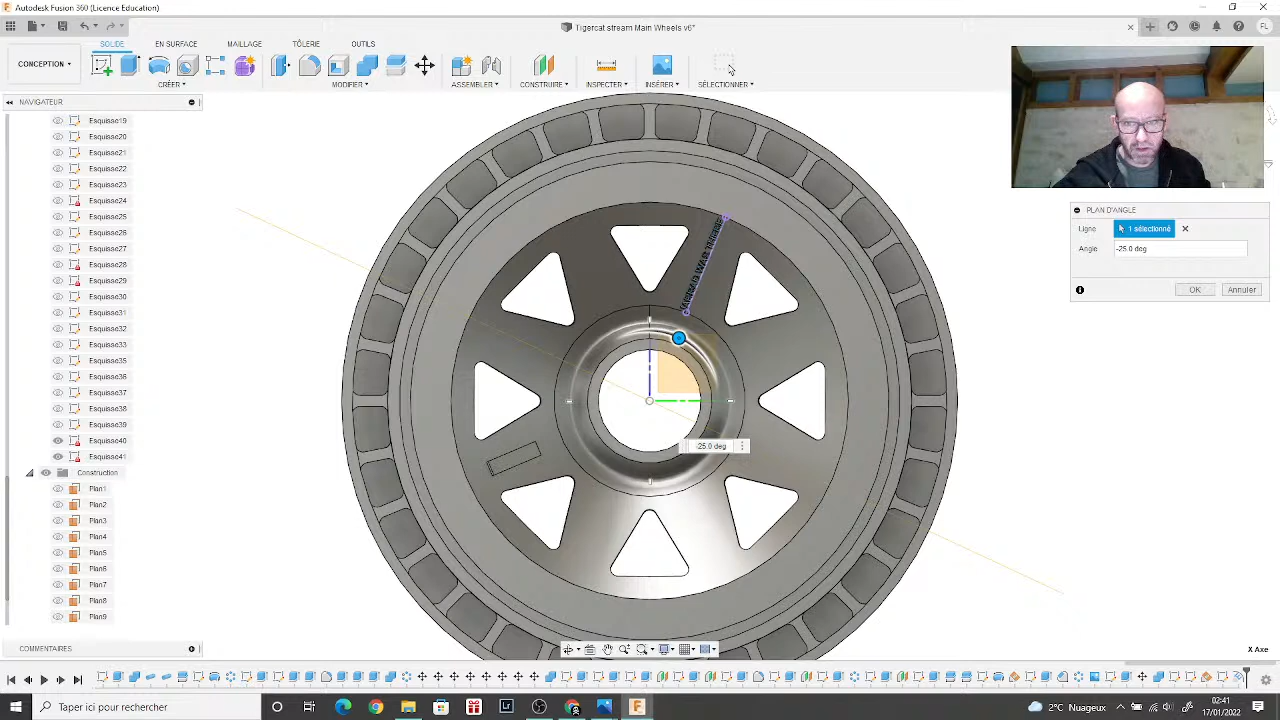 Autodesk Fusion 360 (Licence Education)
Tigercat stream Main Wheels v6*
FL
CONCEPTION
SOLIDE
EN SURFACE
MAILLAGE
TÔLERIE
OUTILS
CRÉER
MODIFIER
ASSEMBLER
CONSTRUIRE
INSPECTER
INSÉRER
SÉLECTIONNER
NAVIGATEUR
Esquisse19
Esquisse20
Esquisse21
Esquisse22
Esquisse23
Esquisse24
Esquisse25
Esquisse26
Esquisse27
Esquisse28
Esquisse29
Esquisse30
Esquisse31
Esquisse32
Esquisse33
Esquisse35
Esquisse36
Esquisse37
Esquisse38
Esquisse39
Esquisse40
Esquisse41
Construction
Plan1
Plan2
Plan3
Plan4
Plan5
Plan6
Plan7
Plan8
Plan9
PLAN D'ANGLE
Ligne
1 sélectionné
Angle
-25.0 deg
OK
Annuler
-25.0 deg
X Axe
COMMENTAIRES
Taper ici pour rechercher
2°C Nuageux
02:41
17/01/2022